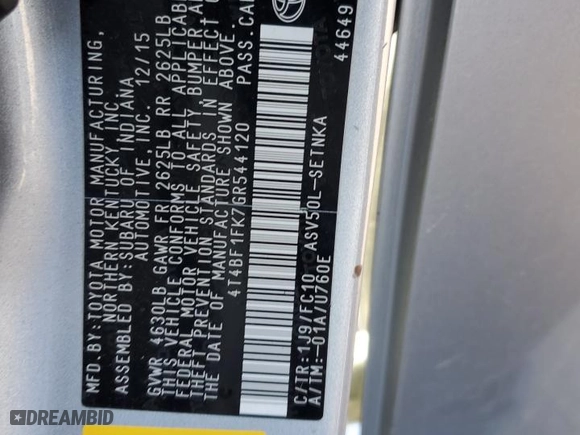 MFD. BY: TOYOTA MOTOR MANUFACTURING,
NORTHERN KENTUCKY, INC.
ASSEMBLED BY: SUBARU OF INDIANA
AUTOMOTIVE, INC. 12/15
GVWR 4630LB GAWR FR 2625LB RR 2625LB
THIS VEHICLE CONFORMS TO ALL APPLICAB
FEDERAL MOTOR VEHICLE SAFETY, BUMPER,
THEFT PREVENTION STANDARDS IN EFFECT O
THE DATE OF MANUFACTURE SHOWN ABOVE.
4T4BF1FK7GR544120 PASS.CA
C/TR:1J9/FC10 ASV50L-SETNKA
A/TM:-01A/U760E 44649
DREAMBID